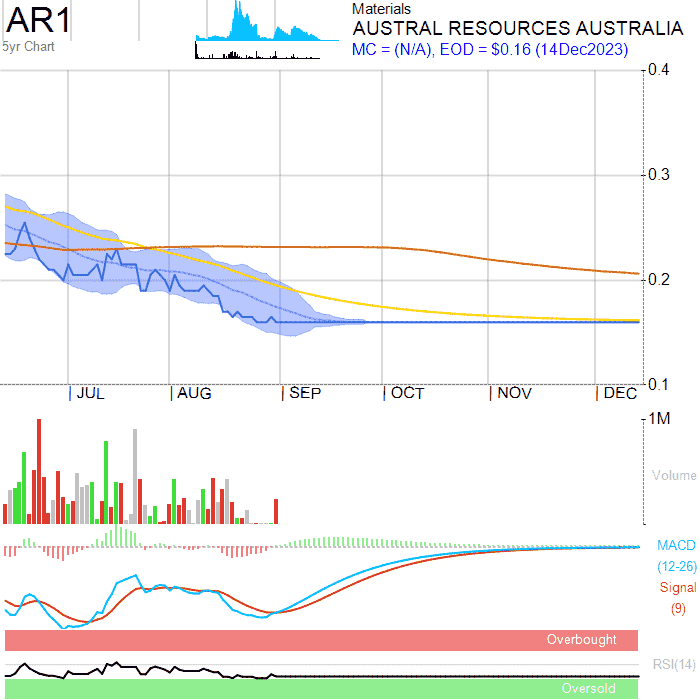 AR1
5yr Chart
Materials
AUSTRAL RESOURCES AUSTRALIA
MC = (N/A), EOD = $0.16 (14Dec2023)
0.4
0.3
0.2
0.1
JUL AUG SEP OCT NOV DEC
1M
Volume
MACD
(12-26)
Signal
(9)
Overbought
RSI(14)
Oversold